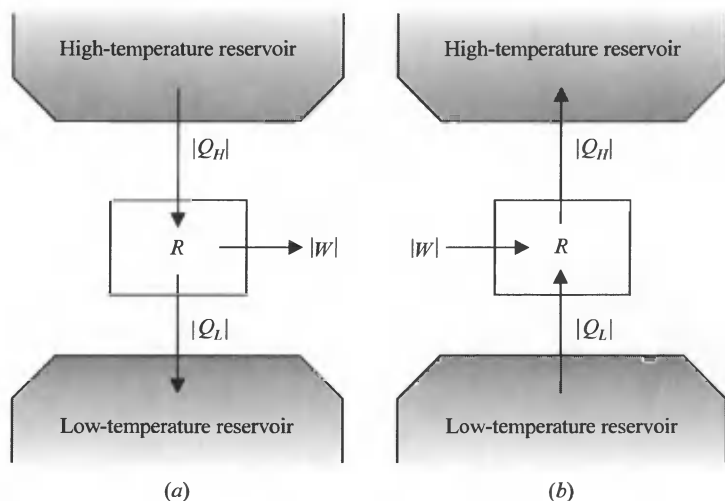 High-temperature reservoir
|Q_H|
R
|W|
|Q_L|
Low-temperature reservoir
(a)
High-temperature reservoir
|Q_H|
|W|
R
|Q_L|
Low-temperature reservoir
(b)